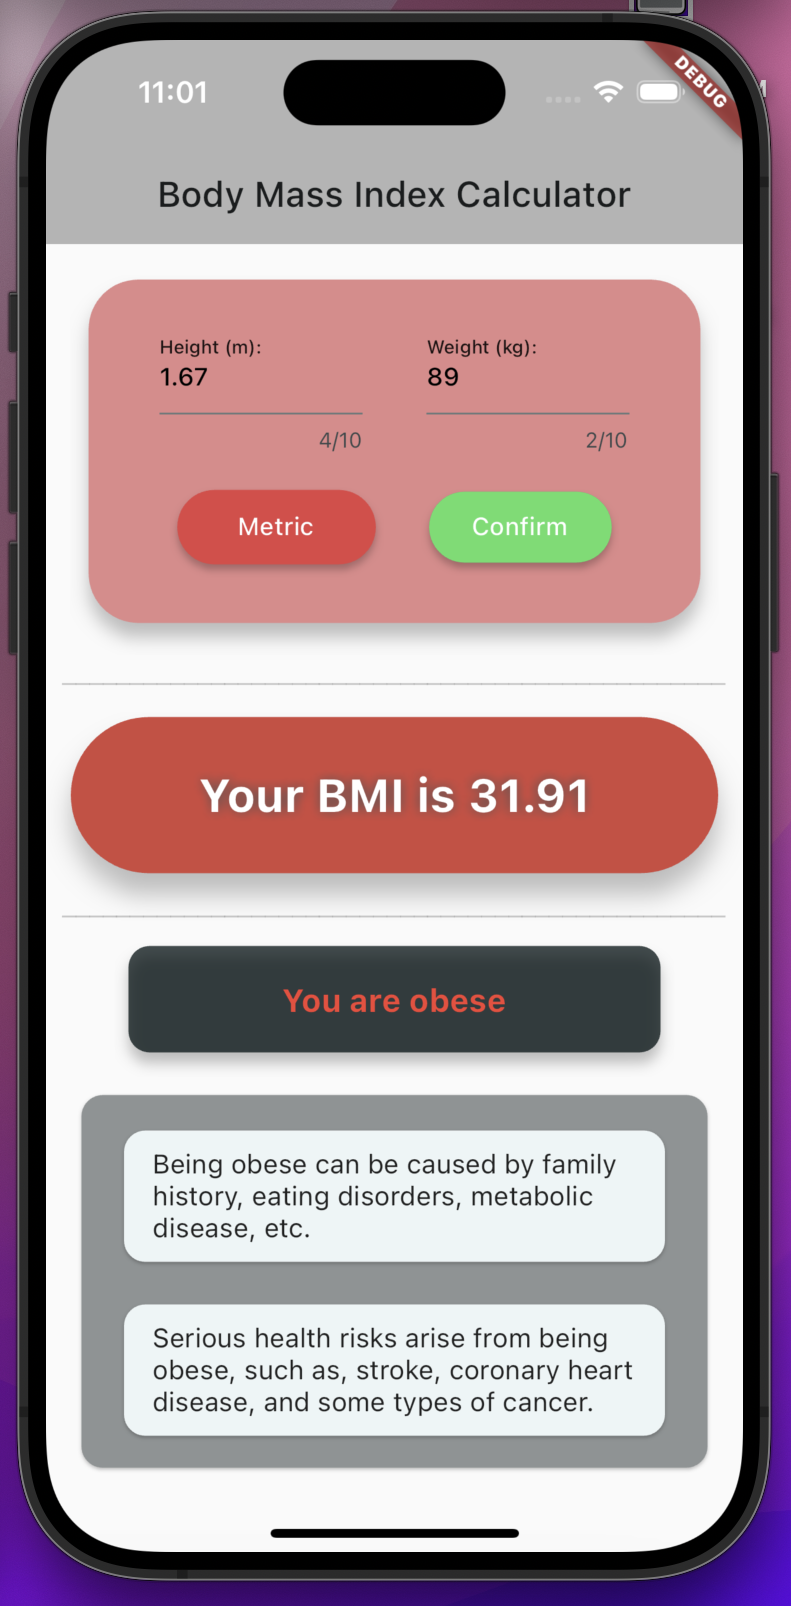 11:01
DEBUG
Body Mass Index Calculator
Height (m): Weight (kg):
1.67 89
4/10 2/10
Metric Confirm
Your BMI is 31.91
You are obese
Being obese can be caused by family
history, eating disorders, metabolic
disease, etc.
Serious health risks arise from being
obese, such as, stroke, coronary heart
disease, and some types of cancer.